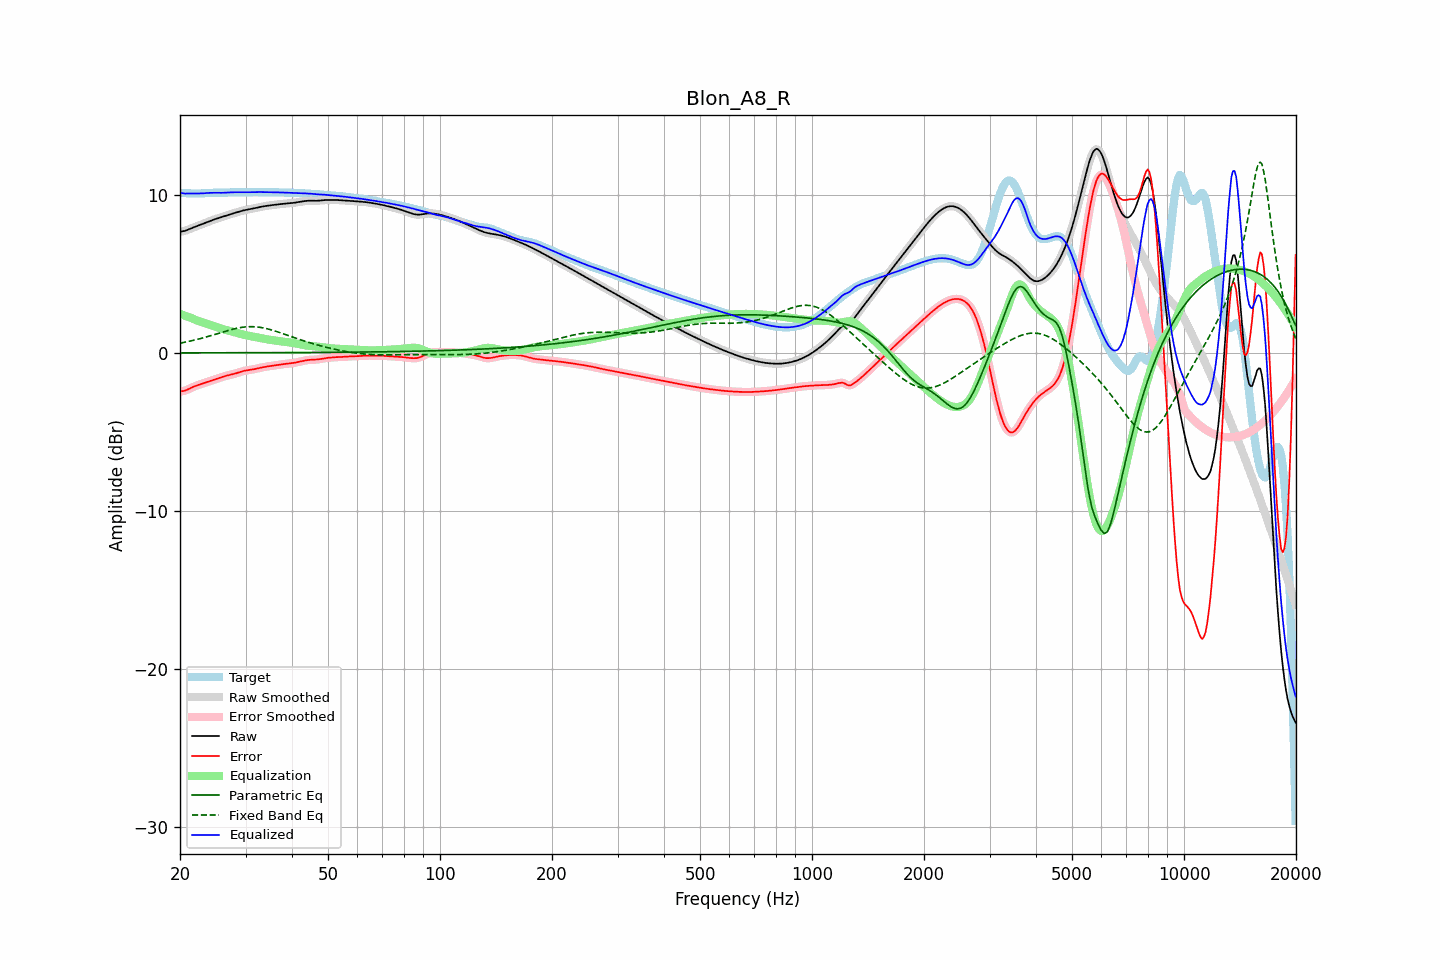 Blon_A8_R
10
0
−10
−20
−30
Amplitude (dBr)
Target
Raw Smoothed
Error Smoothed
Raw
Error
Equalization
Parametric Eq
Fixed Band Eq
Equalized
20 50 100 200 500 1000 2000 5000 10000 20000
Frequency (Hz)